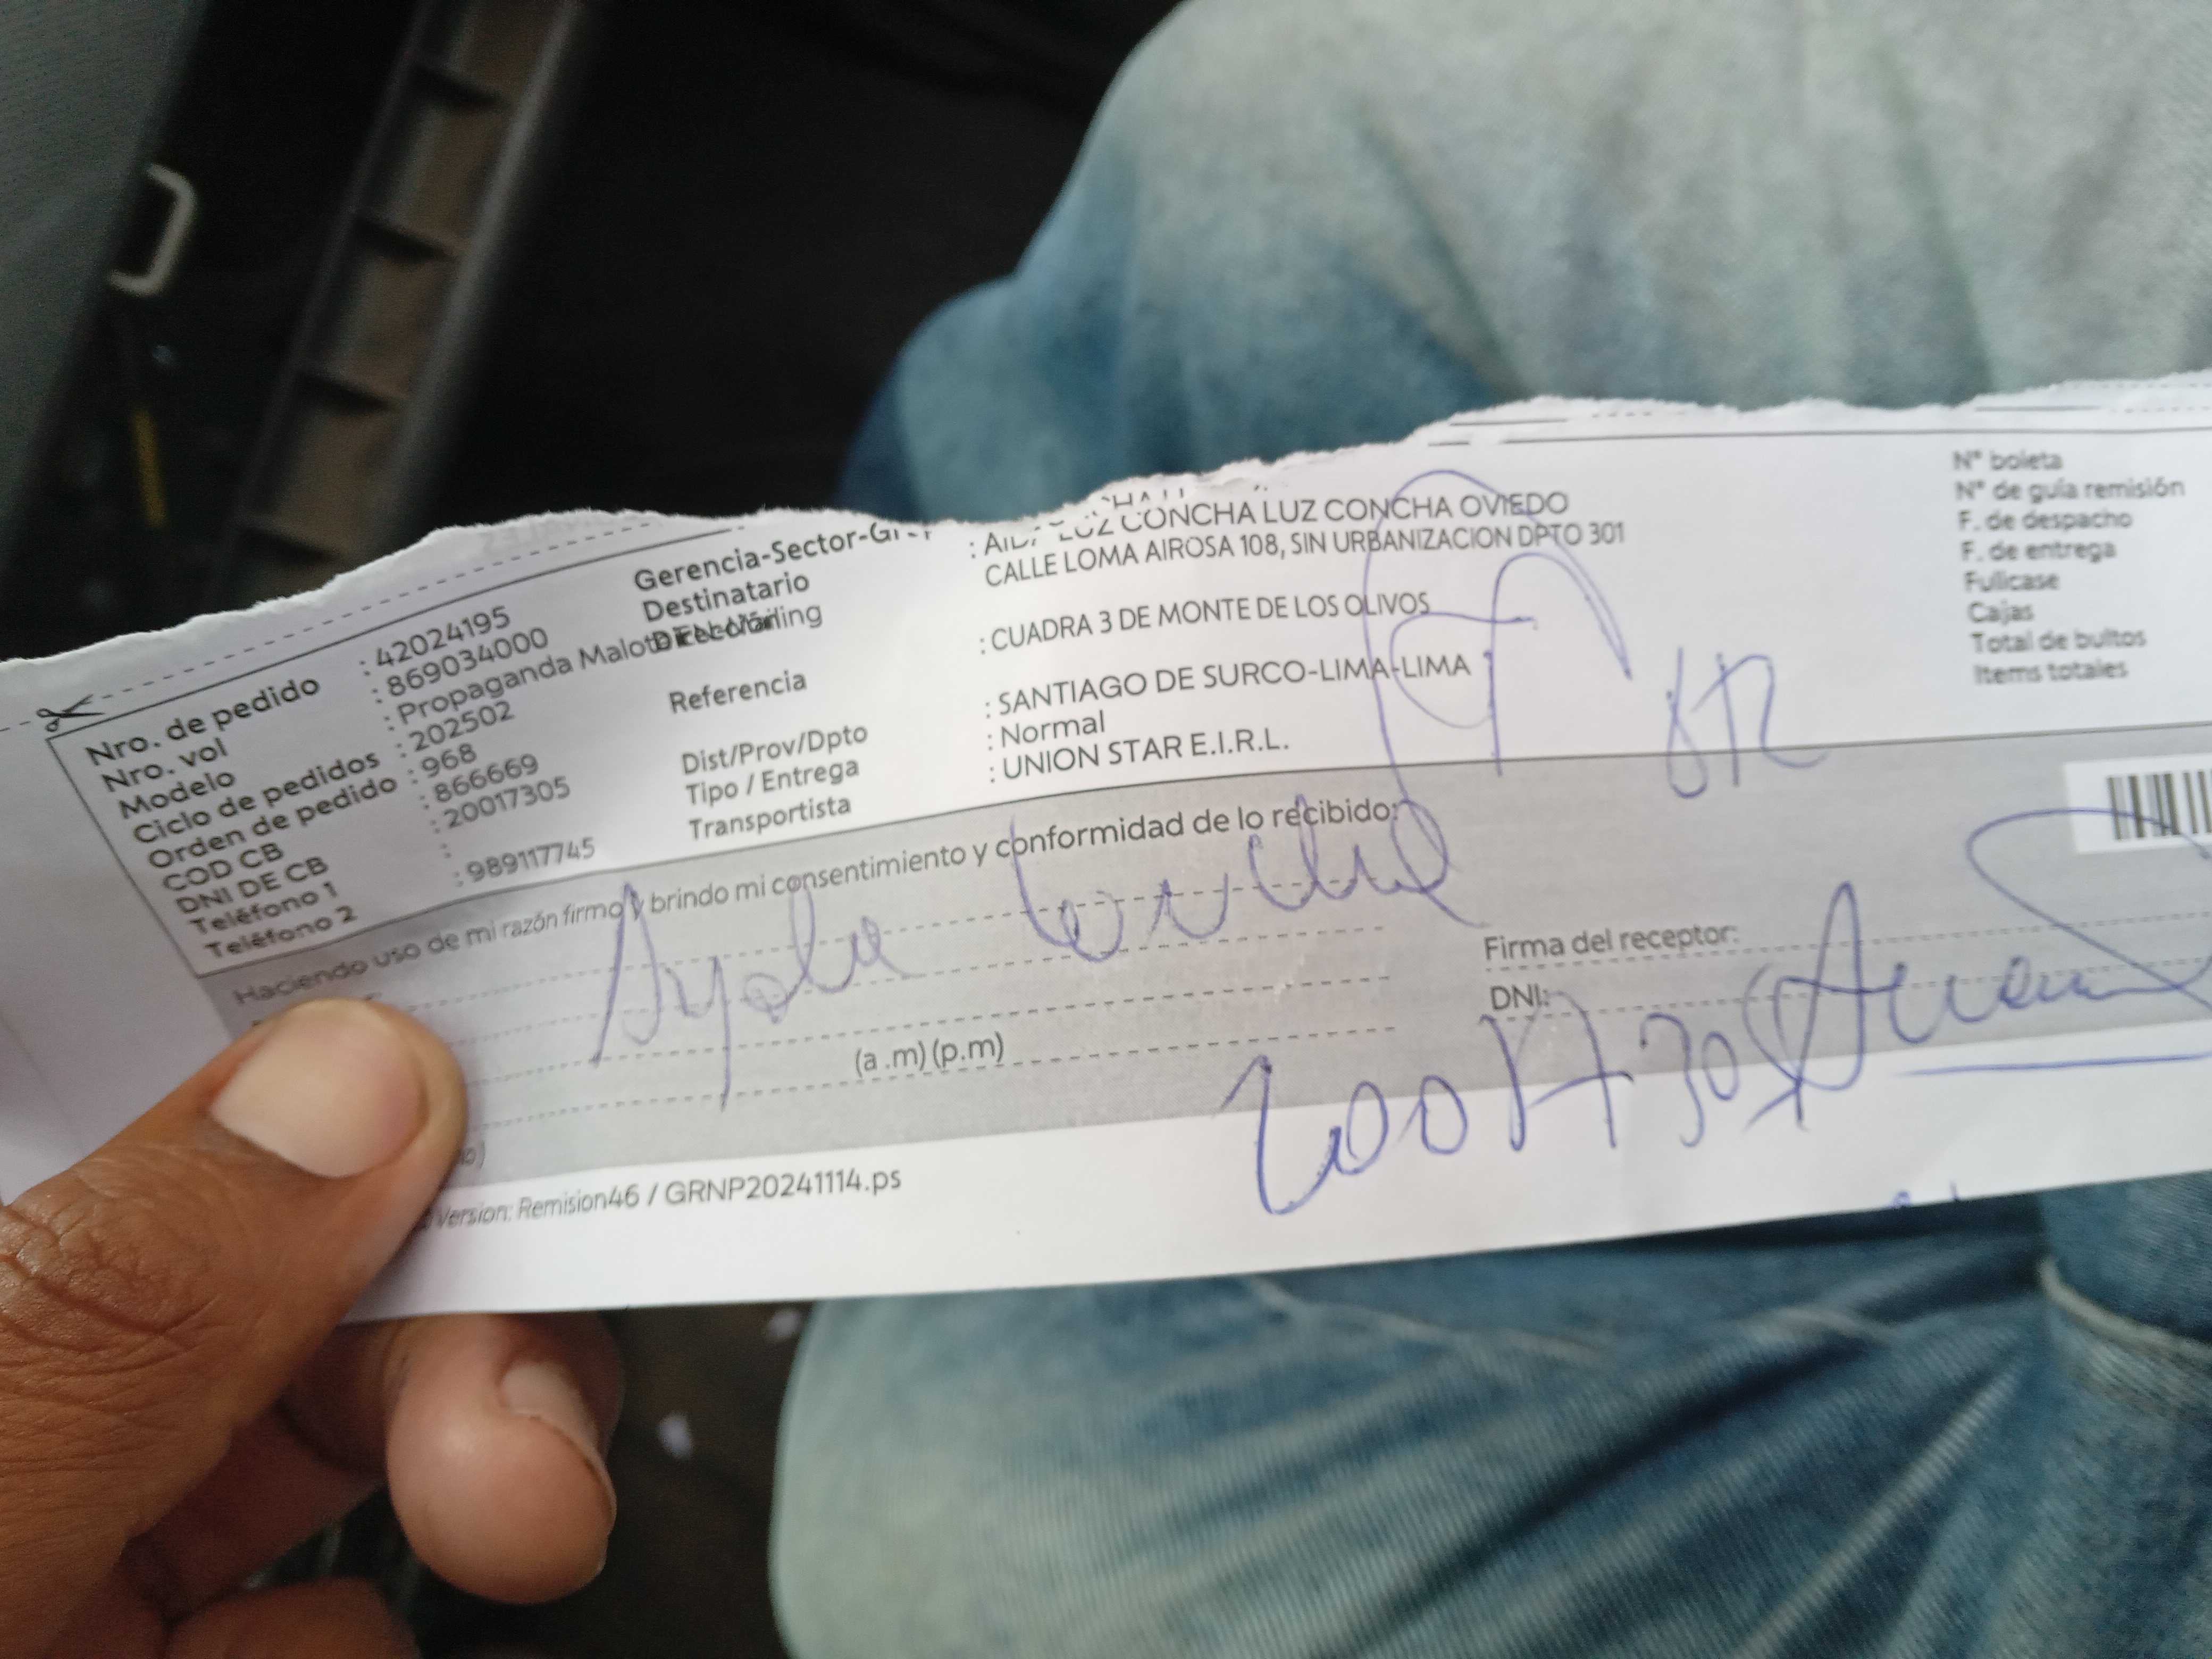 Gerencia-Sector-
Nro. de pedido : 42024195
Destinatario : LUZ CONCHA LUZ CONCHA OVIEDO
Nro. vol : 869034000
Dirección CALLE LOMA AIROSA 108, SIN URBANIZACION DPTO 301
Modelo : Propaganda Malote
Ciclo de pedidos : 202502
Referencia : CUADRA 3 DE MONTE DE LOS OLIVOS
Orden de pedido : 968
COD CB : 866669
Dist/Prov/Dpto : SANTIAGO DE SURCO-LIMA-LIMA
DNI DE CB : 20017305
Tipo / Entrega : Normal
Teléfono 1 :
Transportista : UNION STAR E.I.R.L.
Teléfono 2 : 989117745
N° boleta
N° de guía remisión
F. de despacho
F. de entrega
Fullcase
Cajas
Total de bultos
Items totales
Haciendo uso de mi razón firmo y brindo mi consentimiento y conformidad de lo recibido:
Firma del receptor:
DNI:
(a .m) (p.m)
Version: Remision46 / GRNP20241114.ps